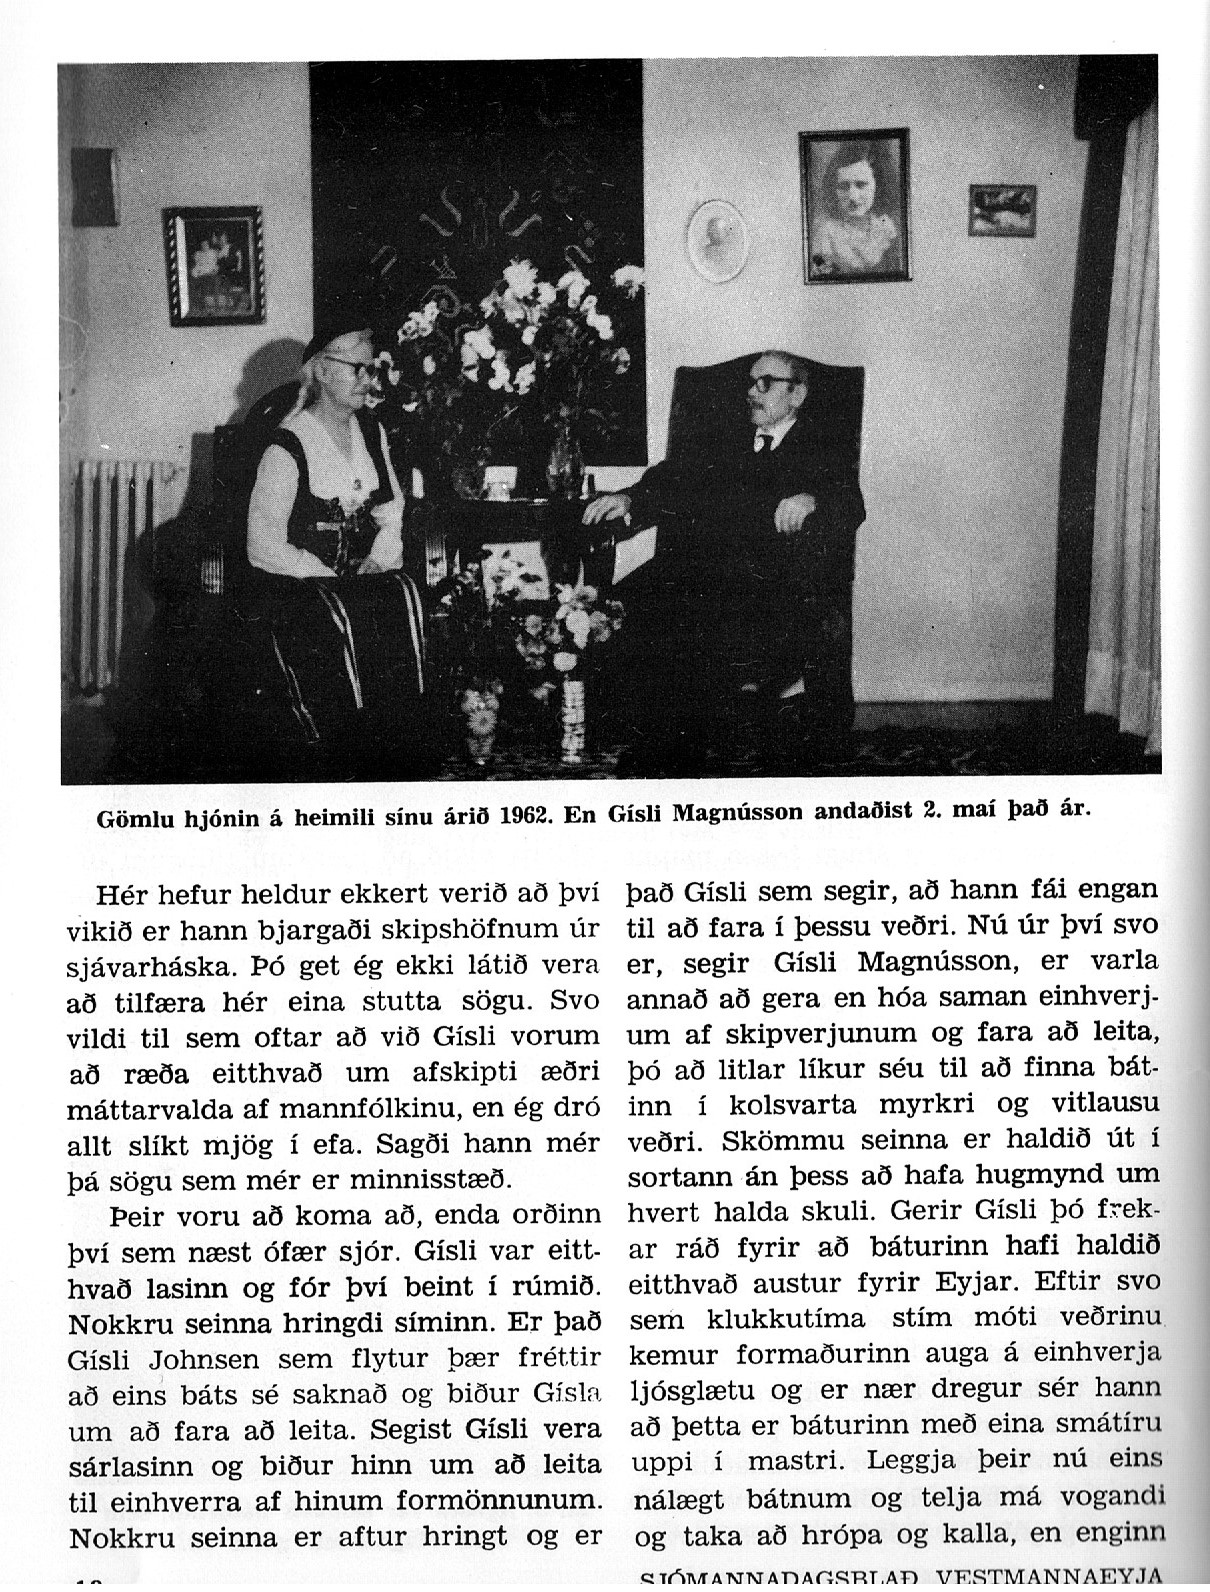 Gömlu hjónin á heimili sínu árið 1962. En Gísli Magnússon andaðist 2. maí það ár.
Hér hefur heldur ekkert verið að því
vikið er hann bjargaði skipshöfnum úr
sjávarháska. Þó get ég ekki látið vera
að tilfæra hér eina stutta sögu. Svo
vildi til sem oftar að við Gísli vorum
að ræða eitthvað um afskipti æðri
máttarvalda af mannfólkinu, en ég dró
allt slíkt mjög í efa. Sagði hann mér
þá sögu sem mér er minnisstæð.
Þeir voru að koma að, enda orðinn
því sem næst ófær sjór. Gísli var eitt-
hvað lasinn og fór því beint í rúmið.
Nokkru seinna hringdi síminn. Er það
Gísli Johnsen sem flytur þær fréttir
að eins báts sé saknað og biður Gísla
um að fara að leita. Segist Gísli vera
sárlasinn og biður hinn um að leita
til einhverra af hinum formönnunum.
Nokkru seinna er aftur hringt og er
það Gísli sem segir, að hann fái engan
til að fara í þessu veðri. Nú úr því svo
er, segir Gísli Magnússon, er varla
annað að gera en hóa saman einhverj-
um af skipverjunum og fara að leita,
þó að litlar líkur séu til að finna bát-
inn í kolsvarta myrkri og vitlausu
veðri. Skömmu seinna er haldið út í
sortann án þess að hafa hugmynd um
hvert halda skuli. Gerir Gísli þó frek-
ar ráð fyrir að báturinn hafi haldið
eitthvað austur fyrir Eyjar. Eftir svo
sem klukkutíma stím móti veðrinu
kemur formaðurinn auga á einhverja
ljósglætu og er nær dregur sér hann
að þetta er báturinn með eina smátíru
uppi í mastri. Leggja þeir nú eins
nálægt bátnum og telja má vogandi
og taka að hrópa og kalla, en enginn
SJÓMANNADAGSBLAÐ VESTMANNAEYJA